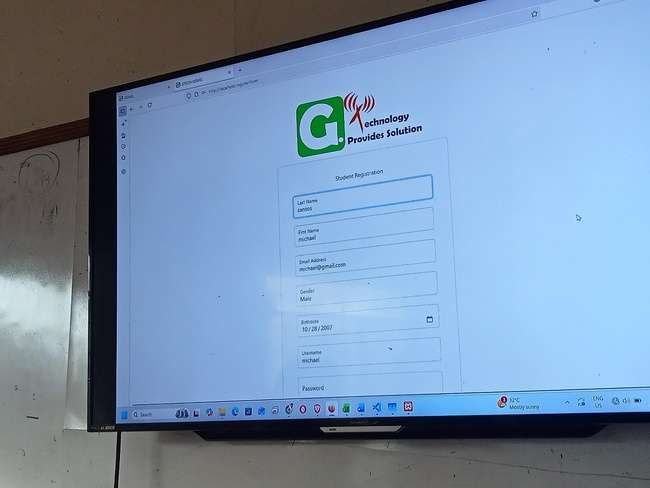 G.
Technology
Provides Solution
Student Registration
Last Name
First Name
michael
Email Address
michael@gmail.com
Gender
Male
Birthdate
10/28/2007
Username
michael
Password
Search
32°C
Mostly sunny
ENG
US